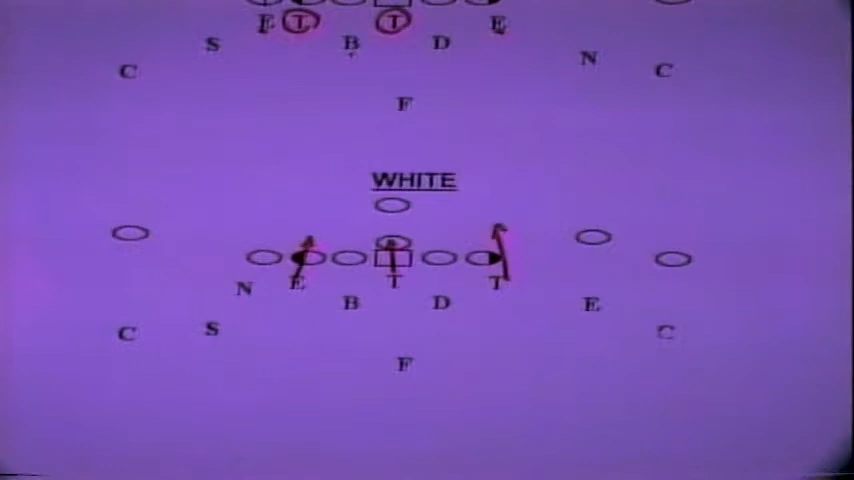 E T T E
S B D
C N C
F
WHITE
E T T
N B D E
C S C
F